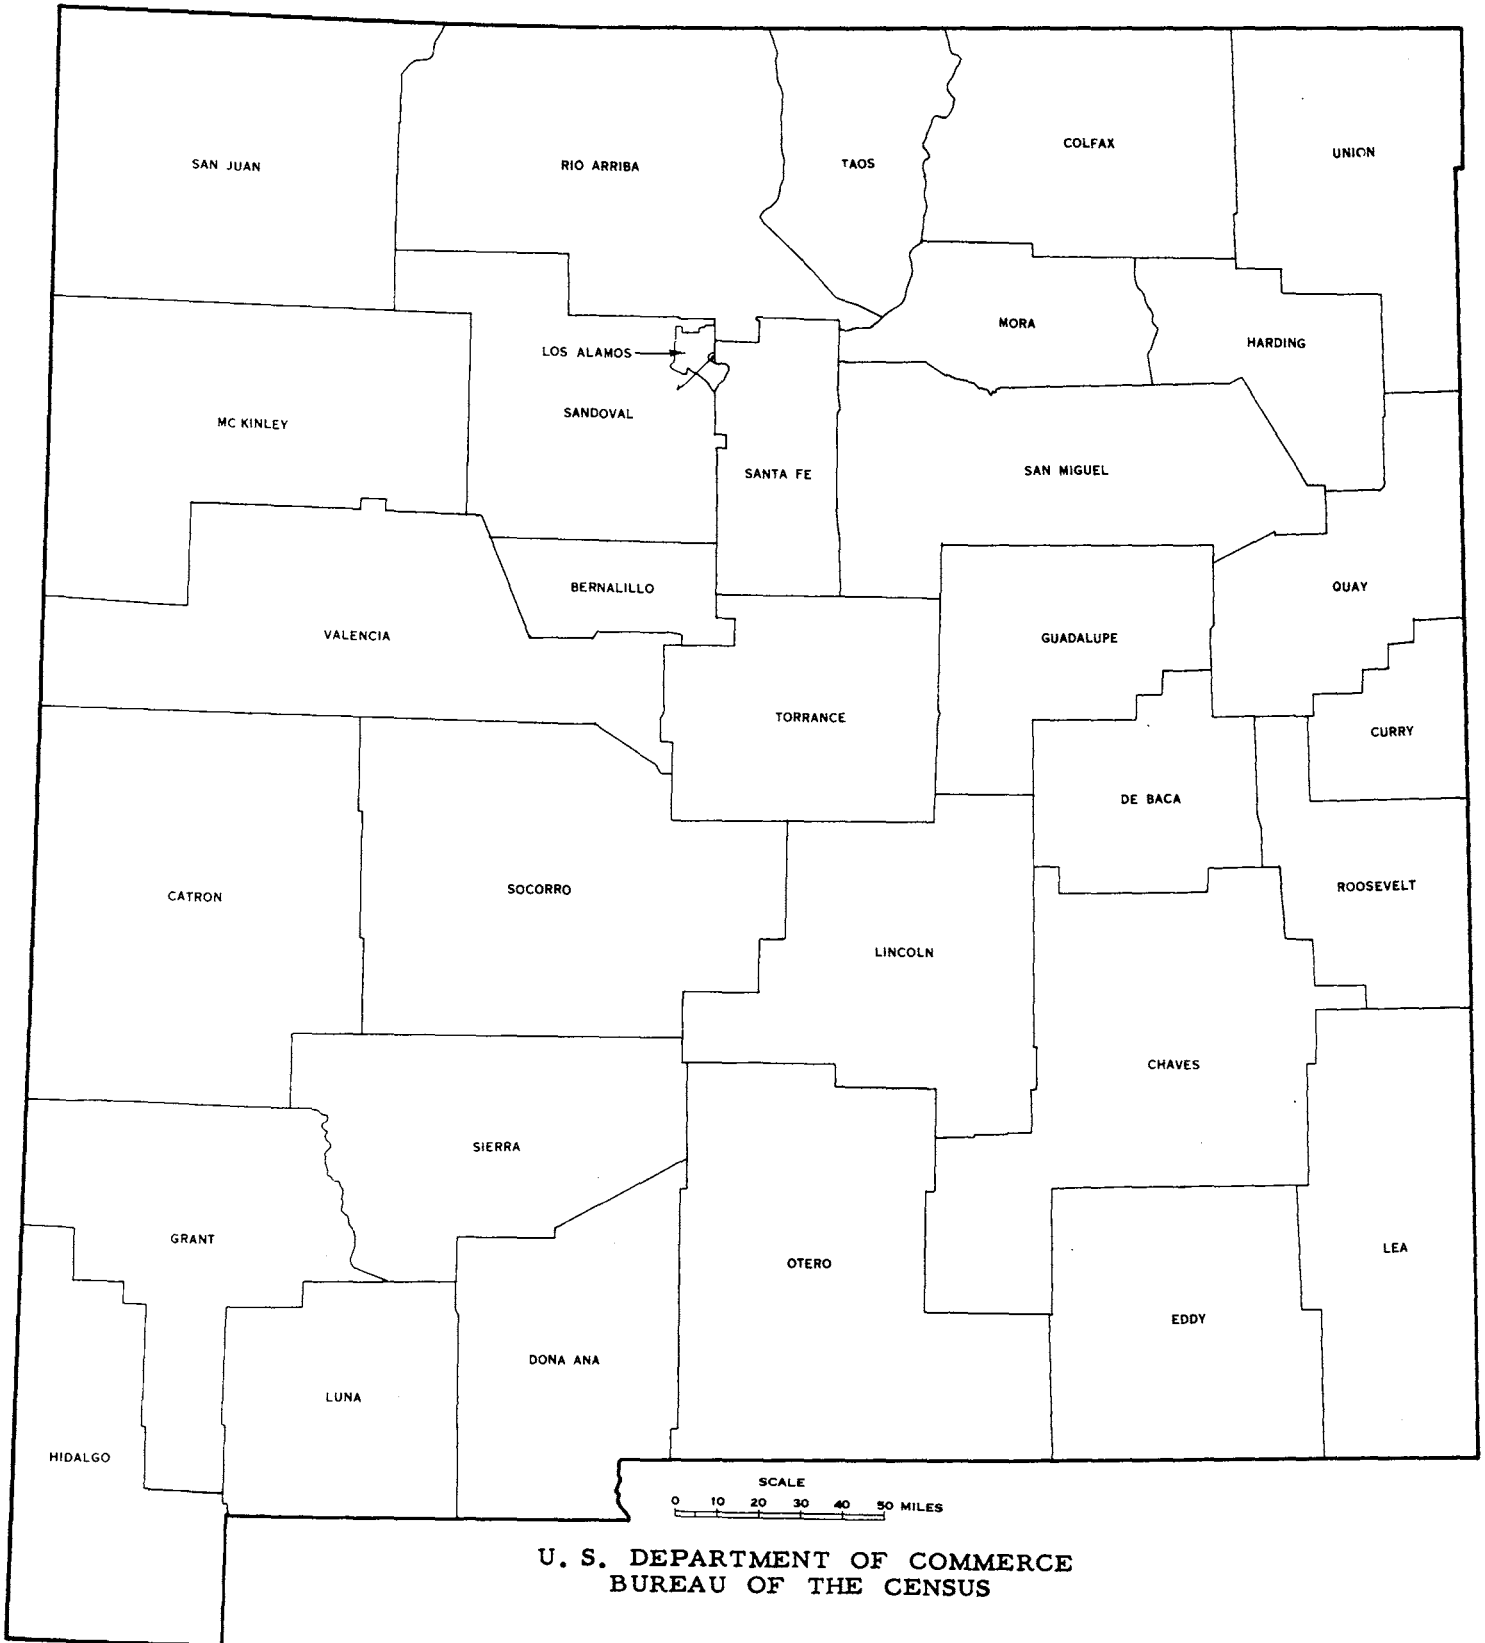 COLFAX
UNION
SAN JUAN
RIO ARRIBA
TAOS
MORA
HARDING
LOS ALAMOS
SANDOVAL
MC KINLEY
SANTA FE
SAN MIGUEL
BERNALILLO
QUAY
VALENCIA
GUADALUPE
TORRANCE
CURRY
DE BACA
CATRON
SOCORRO
ROOSEVELT
LINCOLN
CHAVES
SIERRA
GRANT
OTERO
LEA
EDDY
DONA ANA
LUNA
HIDALGO
SCALE
0 10 20 30 40 50 MILES
U. S. DEPARTMENT OF COMMERCE
BUREAU OF THE CENSUS